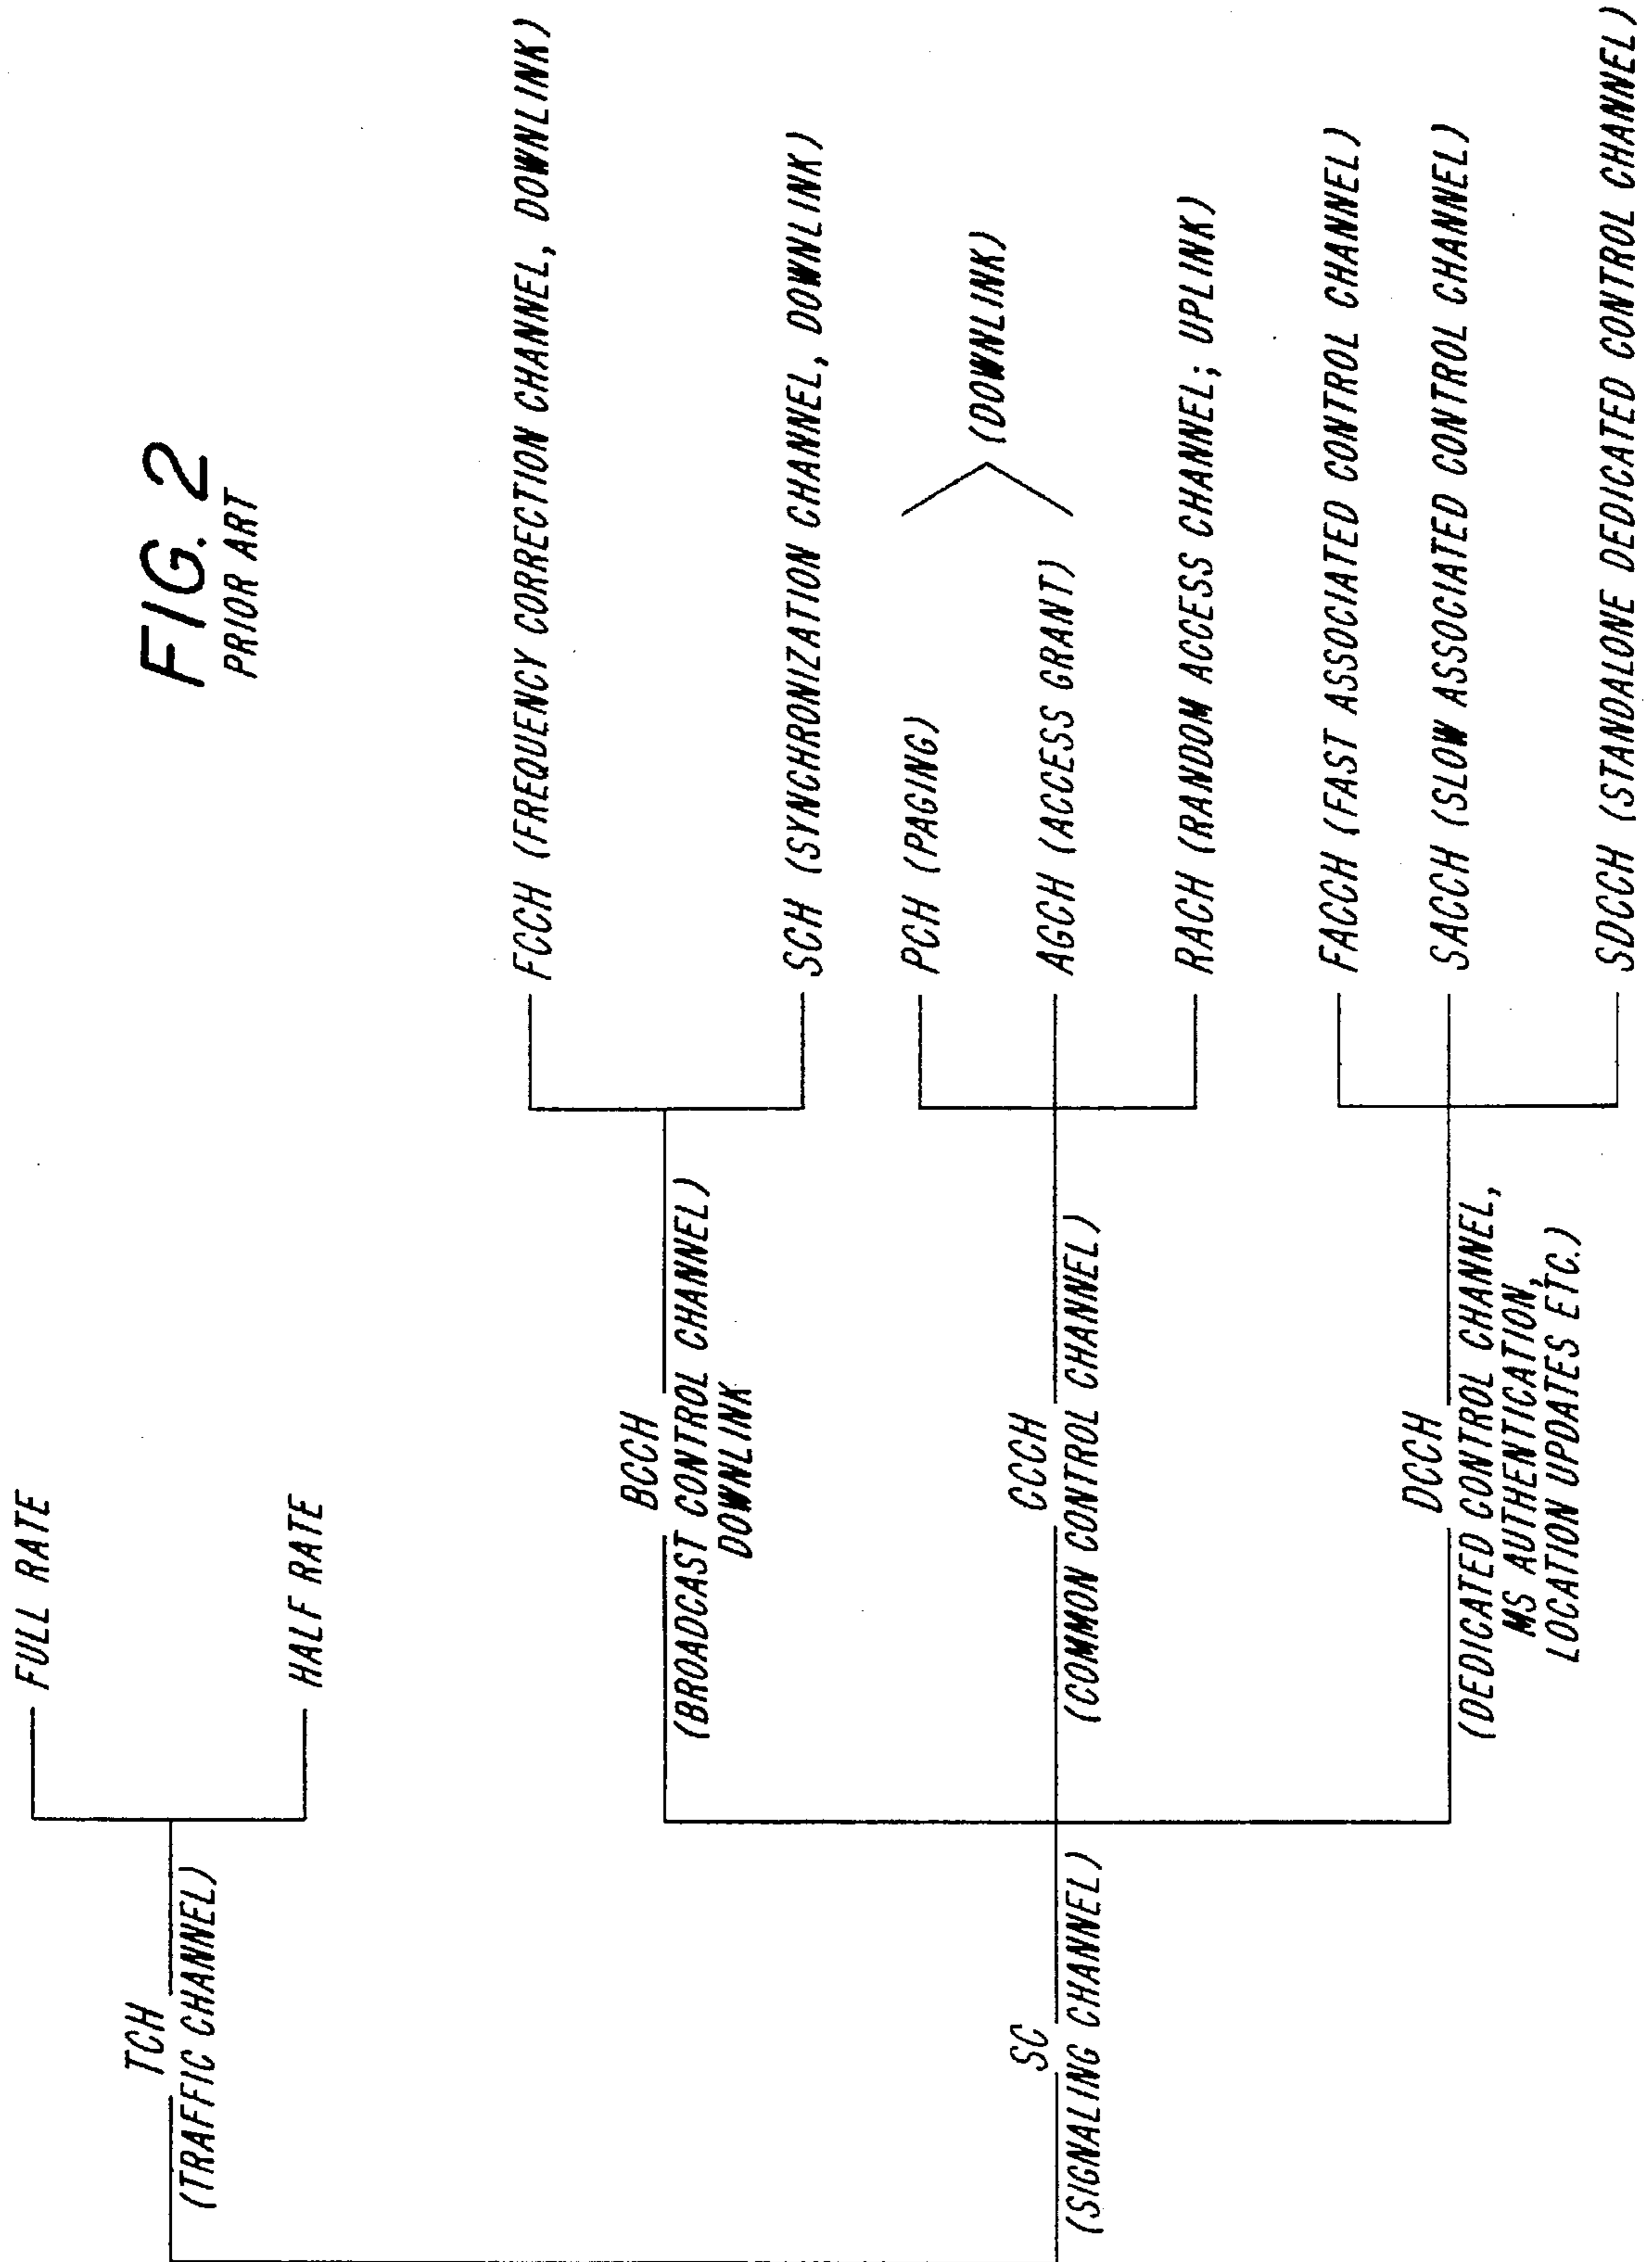 FIG. 2
PRIOR ART
TCH
(TRAFFIC CHANNEL)
FULL RATE
HALF RATE
SC
(SIGNALING CHANNEL)
BCCH
(BROADCAST CONTROL CHANNEL)
DOWNLINK
FCCH (FREQUENCY CORRECTION CHANNEL, DOWNLINK)
SCH (SYNCHRONIZATION CHANNEL, DOWNLINK)
CCCH
(COMMON CONTROL CHANNEL)
PCH (PAGING)
AGCH (ACCESS GRANT)
(DOWNLINK)
RACH (RANDOM ACCESS CHANNEL; UPLINK)
DCCH
(DEDICATED CONTROL CHANNEL,
MS AUTHENTICATION,
LOCATION UPDATES ETC.)
FACCH (FAST ASSOCIATED CONTROL CHANNEL)
SACCH (SLOW ASSOCIATED CONTROL CHANNEL)
SDCCH (STANDALONE DEDICATED CONTROL CHANNEL)